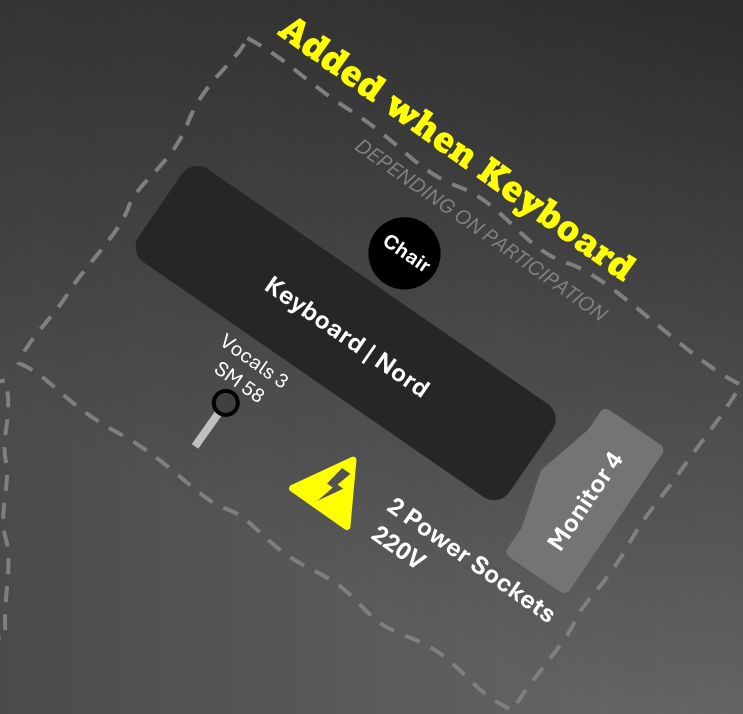 Added when Keyboard
DEPENDING ON PARTICIPATION
Chair
Keyboard | Nord
Vocals 3
SM 58
Monitor 4
2 Power Sockets
220V